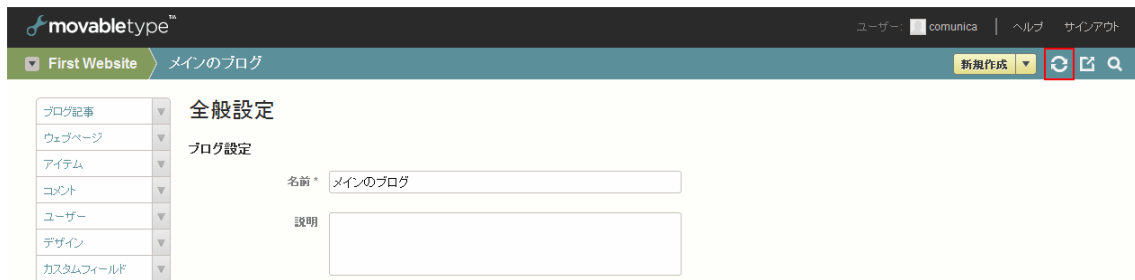 movabletype™
ユーザー: comunica | ヘルプ サインアウト
First Website メインのブログ 新規作成
ブログ記事
ウェブページ
アイテム
コメント
ユーザー
デザイン
カスタムフィールド
全般設定
ブログ設定
名前* メインのブログ
説明